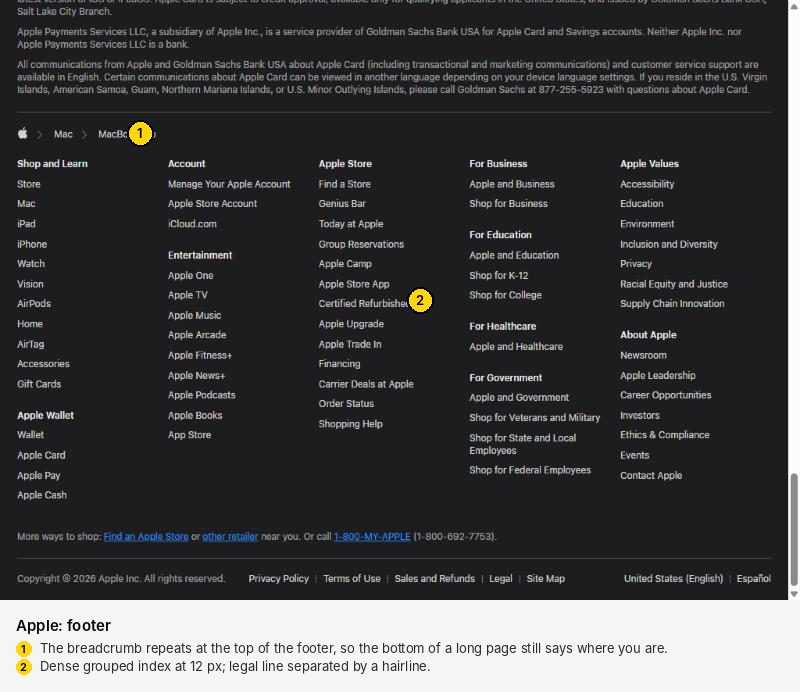 Salt Lake City Branch.
Apple Payments Services LLC, a subsidiary of Apple Inc., is a service provider of Goldman Sachs Bank USA for Apple Card and Savings accounts. Neither Apple Inc. nor
Apple Payments Services LLC is a bank.
All communications from Apple and Goldman Sachs Bank USA about Apple Card (including transactional and marketing communications) and customer service support are
available in English. Certain communications about Apple Card can be viewed in another language depending on your device language settings. If you reside in the U.S. Virgin
Islands, American Samoa, Guam, Northern Mariana Islands, or U.S. Minor Outlying Islands, please call Goldman Sachs at 877-255-5923 with questions about Apple Card.
Mac
1
Shop and Learn
Store
Mac
iPad
iPhone
Watch
Vision
AirPods
Home
AirTag
Accessories
Gift Cards
Apple Wallet
Wallet
Apple Card
Apple Pay
Apple Cash
Account
Manage Your Apple Account
Apple Store Account
iCloud.com
Entertainment
Apple One
Apple TV
Apple Music
Apple Arcade
Apple Fitness+
Apple News+
Apple Podcasts
Apple Books
App Store
Apple Store
Find a Store
Genius Bar
Today at Apple
Group Reservations
Apple Camp
Apple Store App
Certified Refurbished 2
Apple Upgrade
Apple Trade In
Financing
Carrier Deals at Apple
Order Status
Shopping Help
For Business
Apple and Business
Shop for Business
For Education
Apple and Education
Shop for K-12
Shop for College
For Healthcare
Apple and Healthcare
For Government
Apple and Government
Shop for Veterans and Military
Shop for State and Local
Employees
Shop for Federal Employees
Apple Values
Accessibility
Education
Environment
Inclusion and Diversity
Privacy
Racial Equity and Justice
Supply Chain Innovation
About Apple
Newsroom
Apple Leadership
Career Opportunities
Investors
Ethics & Compliance
Events
Contact Apple
More ways to shop: Find an Apple Store or other retailer near you. Or call 1-800-MY-APPLE (1-800-692-7753).
Copyright © 2026 Apple Inc. All rights reserved. Privacy Policy | Terms of Use | Sales and Refunds | Legal | Site Map United States (English) | Español
Apple: footer
1 The breadcrumb repeats at the top of the footer, so the bottom of a long page still says where you are.
2 Dense grouped index at 12 px; legal line separated by a hairline.